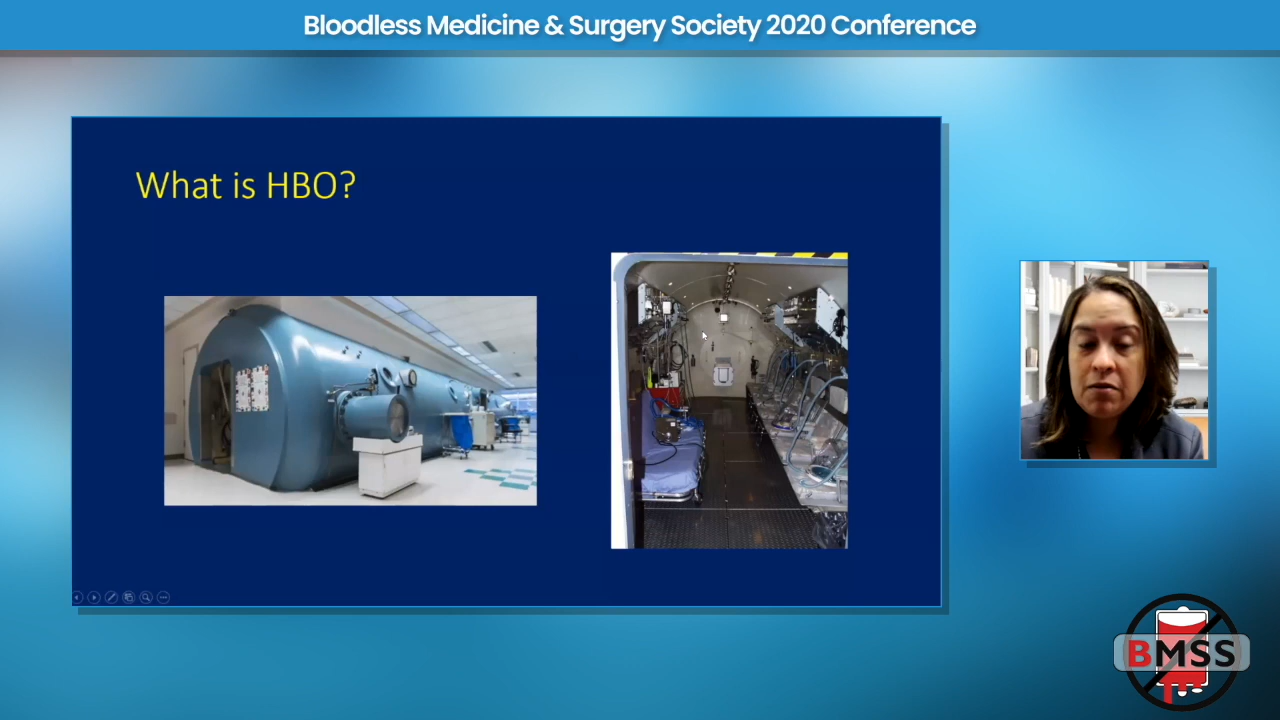 Bloodless Medicine & Surgery Society 2020 Conference
What is HBO?
BMSS